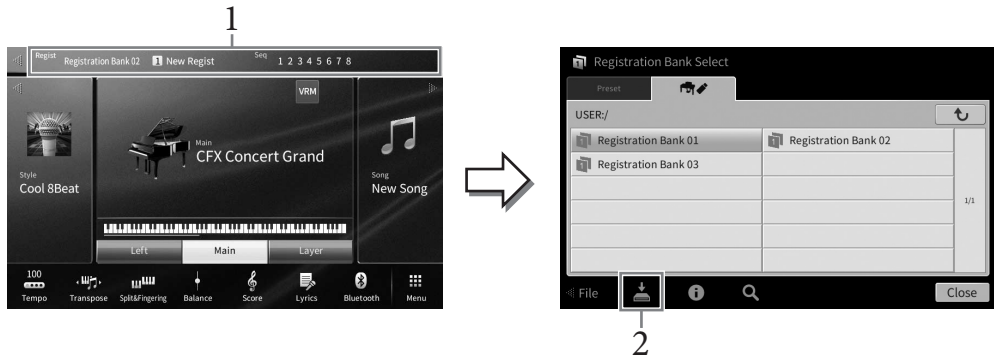 1
Regist
Registration Bank 02
1 New Regist
Seq
1 2 3 4 5 6 7 8
VRM
Style
Cool 8Beat
Main
CFX Concert Grand
Song
New Song
Left
Main
Layer
100
Tempo
Transpose
Split&Fingering
Balance
Score
Lyrics
Bluetooth
Menu
Registration Bank Select
Preset
USER:/
Registration Bank 01
Registration Bank 02
Registration Bank 03
1/1
File
Close
2